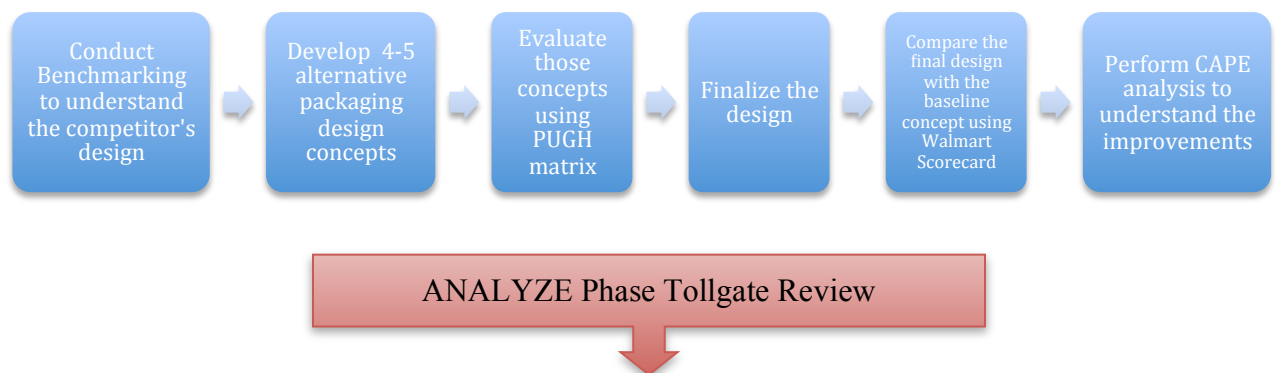 Conduct
Benchmarking
to understand
the competitor's
design
Develop 4-5
alternative
packaging
design
concepts
Evaluate
those
concepts
using
PUGH
matrix
Finalize the
design
Compare the
final design
with the
baseline
concept using
Walmart
Scorecard
Perform CAPE
analysis to
understand the
improvements
ANALYZE Phase Tollgate Review